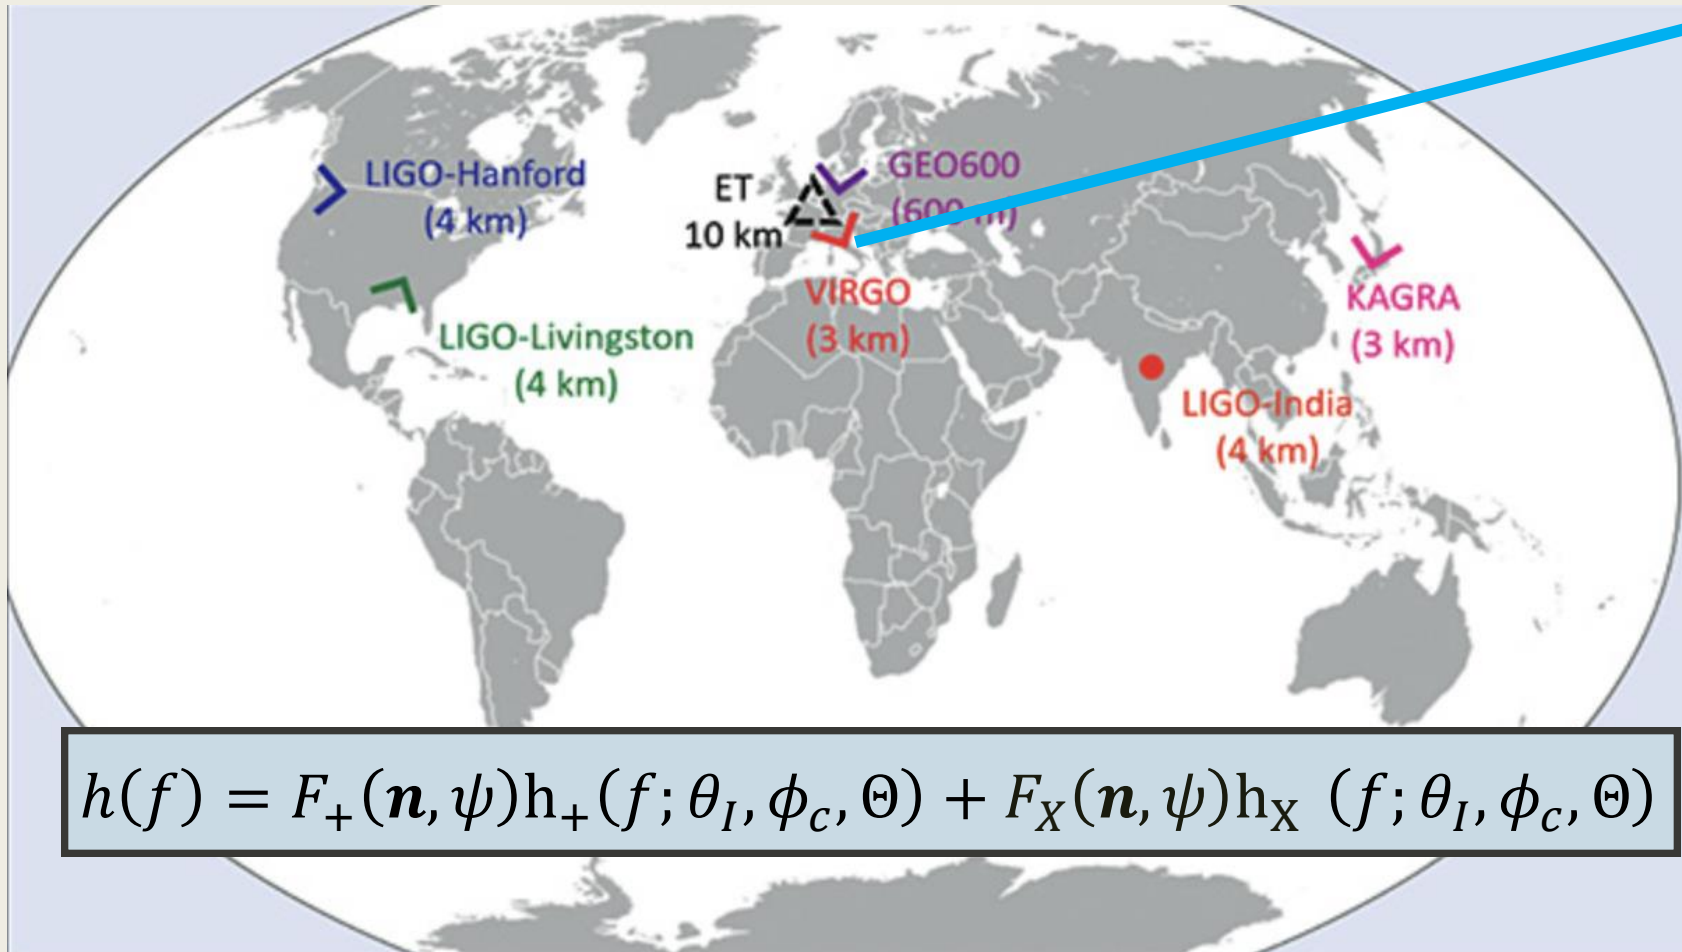 LIGO-Hanford
(4 km)
ET
10 km
GEO600
(600 m)
VIRGO
(3 km)
KAGRA
(3 km)
LIGO-Livingston
(4 km)
LIGO-India
(4 km)
h(f) = F₊(n, ψ)h₊(f; θ_I, ϕ_c, Θ) + F_X(n, ψ)h_X (f; θ_I, ϕ_c, Θ)